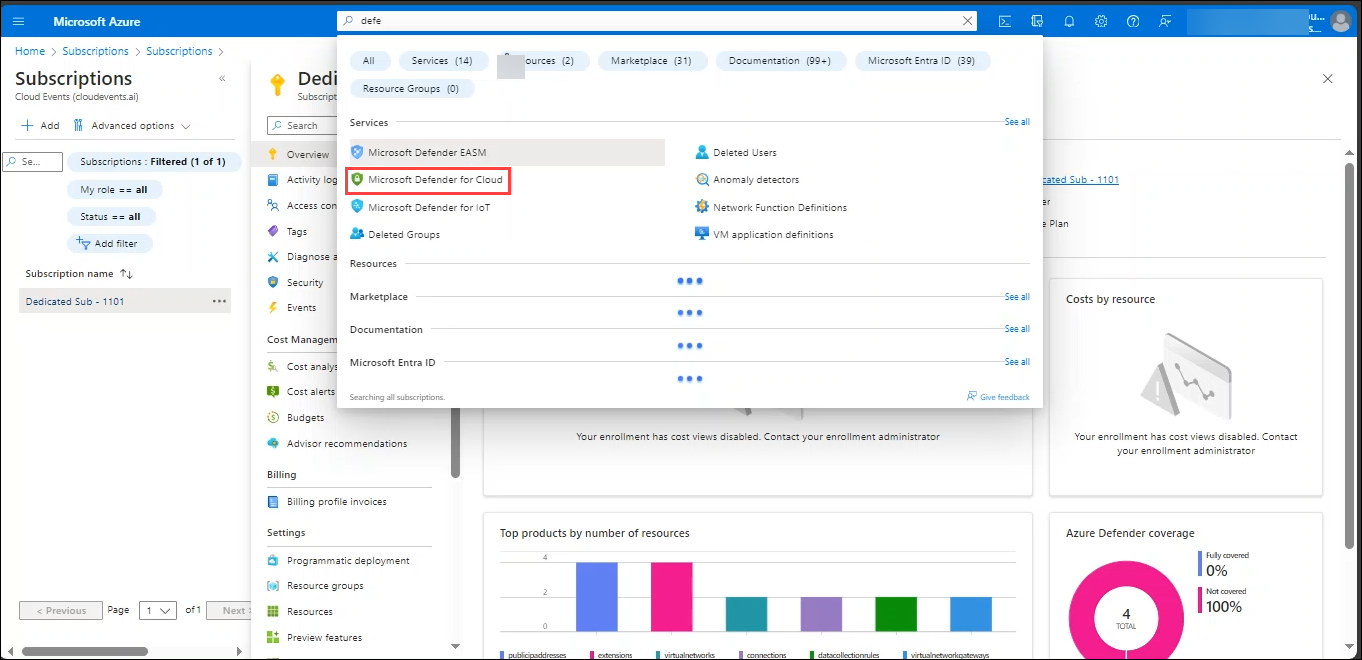 Microsoft Azure
defe
Home > Subscriptions > Subscriptions >
Subscriptions
Cloud Events (cloudevents.ai)
Add
Advanced options
Se...
Subscriptions : Filtered (1 of 1)
My role == all
Status == all
Add filter
Subscription name
Dedicated Sub - 1101
< Previous
Page
1
of 1
Next
Dedi
Subscript
Search
Overview
Activity log
Access con
Tags
Diagnose a
Security
Events
Cost Managem
Cost analys
Cost alerts
Budgets
Advisor recommendations
Billing
Billing profile invoices
Settings
Programmatic deployment
Resource groups
Resources
Preview features
All
Services (14)
ources (2)
Marketplace (31)
Documentation (99+)
Microsoft Entra ID (39)
Resource Groups (0)
Services
See all
Microsoft Defender EASM
Microsoft Defender for Cloud
Microsoft Defender for IoT
Deleted Groups
Deleted Users
Anomaly detectors
Network Function Definitions
VM application definitions
Resources
Marketplace
See all
Documentation
See all
Microsoft Entra ID
See all
Searching all subscriptions.
Give feedback
cated Sub - 1101
er
e Plan
Your enrollment has cost views disabled. Contact your enrollment administrator
Costs by resource
Your enrollment has cost views disabled. Contact
your enrollment administrator
Top products by number of resources
4
2
0
publicipaddresses
extensions
virtualnetworks
connections
datacollectionrules
virtualnetworkgateways
Azure Defender coverage
4
TOTAL
Fully covered
0%
Not covered
100%